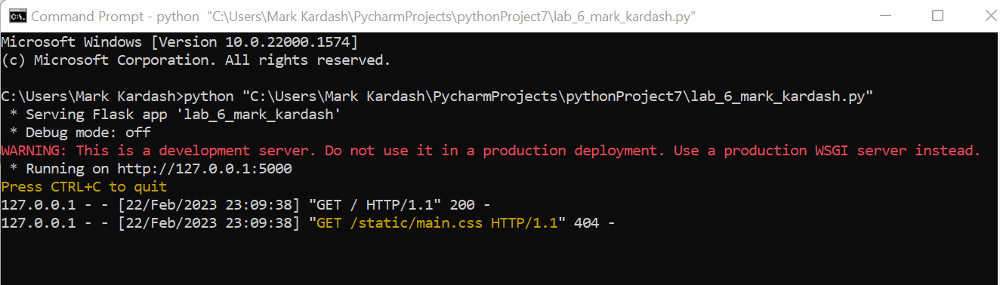 Command Prompt - python  "C:\Users\Mark Kardash\PycharmProjects\pythonProject7\lab_6_mark_kardash.py"
Microsoft Windows [Version 10.0.22000.1574]
(c) Microsoft Corporation. All rights reserved.
C:\Users\Mark Kardash>python "C:\Users\Mark Kardash\PycharmProjects\pythonProject7\lab_6_mark_kardash.py"
 * Serving Flask app 'lab_6_mark_kardash'
 * Debug mode: off
WARNING: This is a development server. Do not use it in a production deployment. Use a production WSGI server instead.
 * Running on http://127.0.0.1:5000
Press CTRL+C to quit
127.0.0.1 - - [22/Feb/2023 23:09:38] "GET / HTTP/1.1" 200 -
127.0.0.1 - - [22/Feb/2023 23:09:38] "GET /static/main.css HTTP/1.1" 404 -